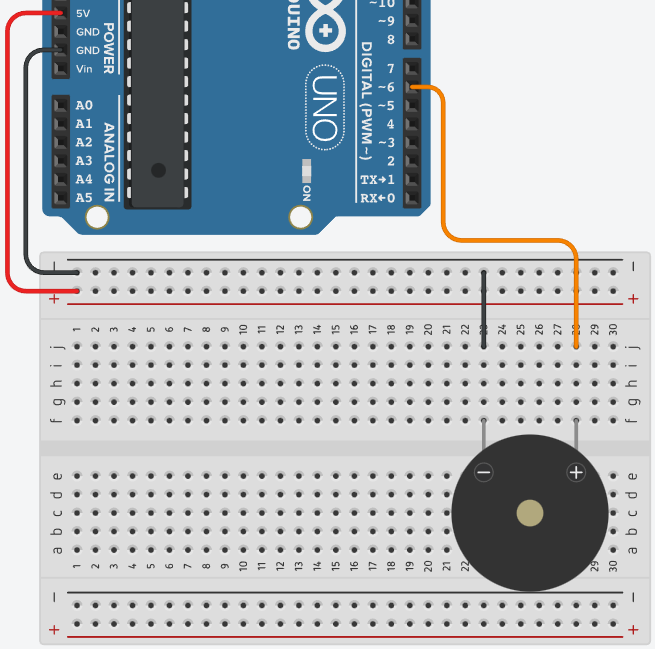 5V
GND
GND
Vin
POWER
A0
A1
A2
A3
A4
A5
ANALOG IN
UNO
ON
DIGITAL (PWM~)
~10
~9
8
7
~6
~5
4
~3
2
TX→1
RX←0
− −
+ +
1 2 3 4 5 6 7 8 9 10 11 12 13 14 15 16 17 18 19 20 21 22 24 25 26 27 29 30
j j
i i
h h
g g
f f
− +
e e
d d
c c
b b
a a
1 2 3 4 5 6 7 8 9 10 11 12 13 14 15 16 17 18 19 20 21 22 29 30
− −
+ +